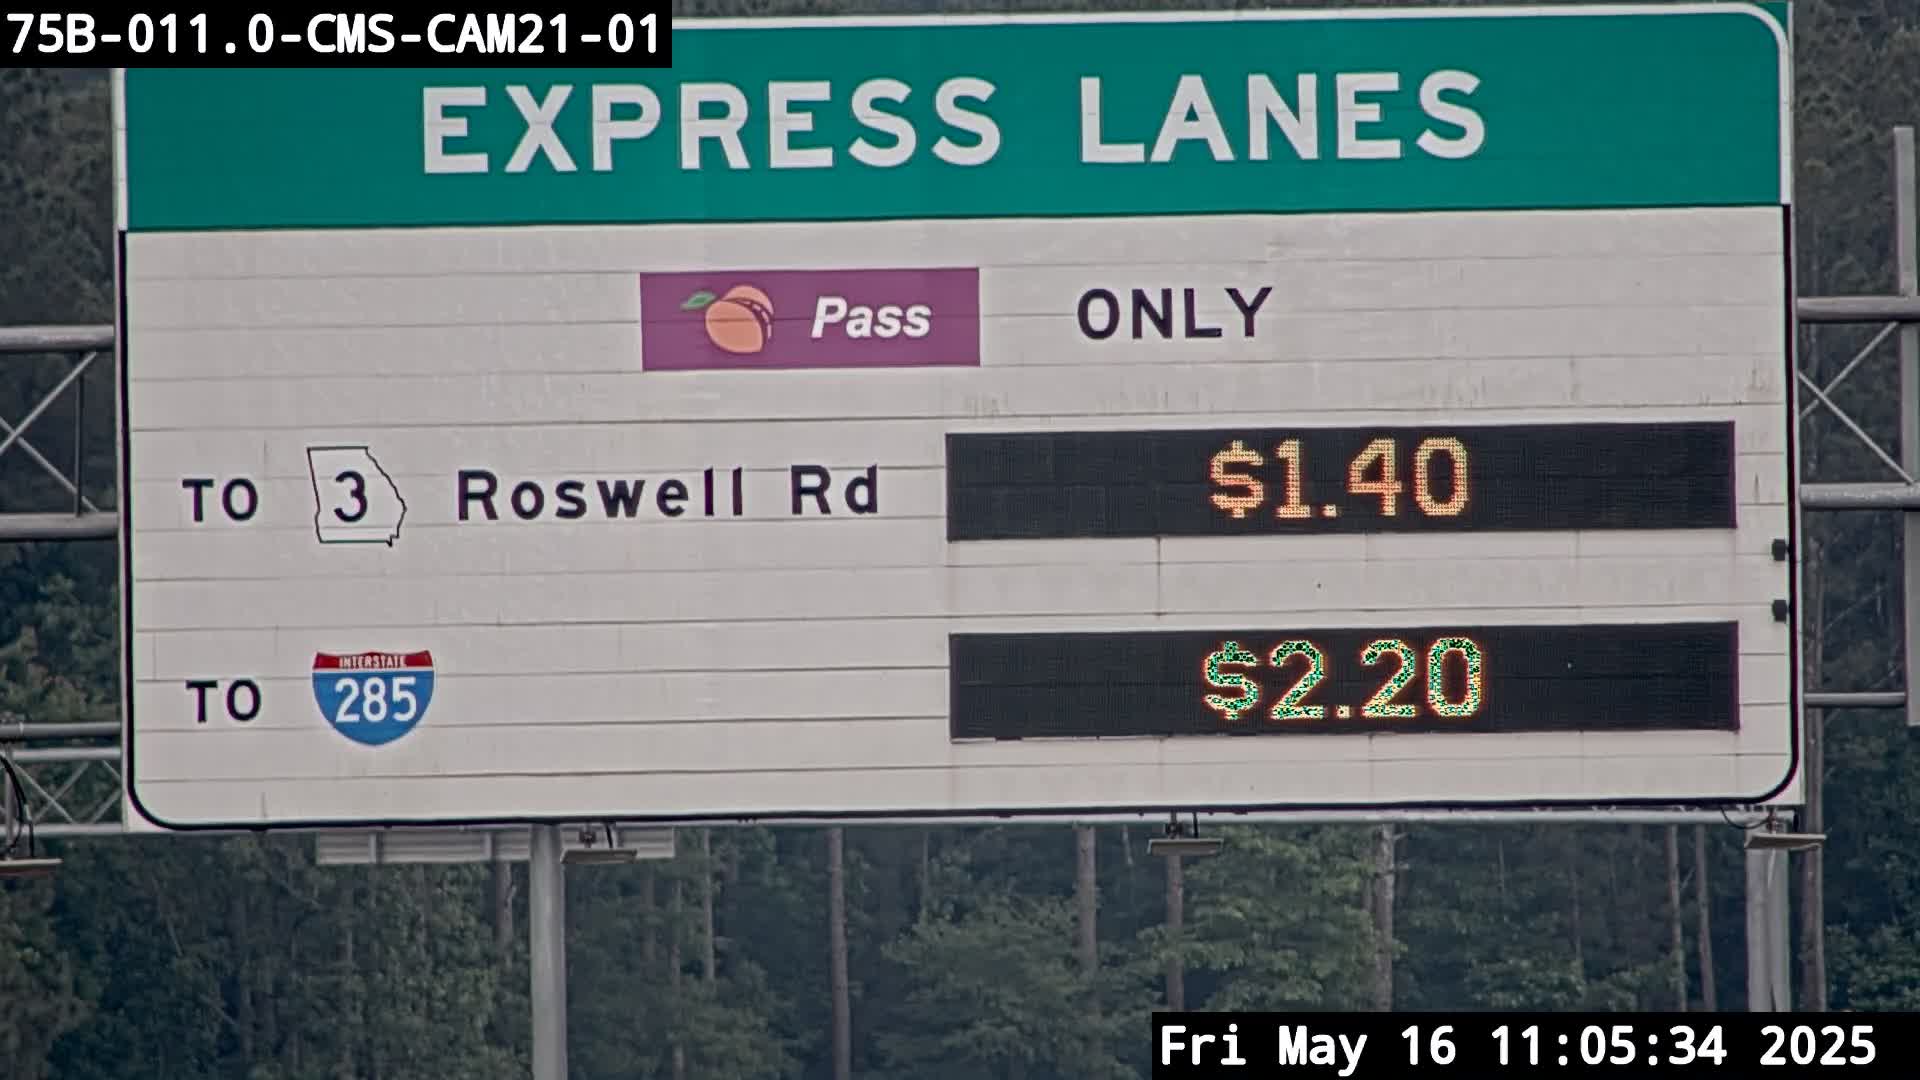 75B-011.0-CMS-CAM21-01
EXPRESS LANES
Pass ONLY
TO 3 Roswell Rd $1.40
TO INTERSTATE 285 $2.20
Fri May 16 11:05:34 2025